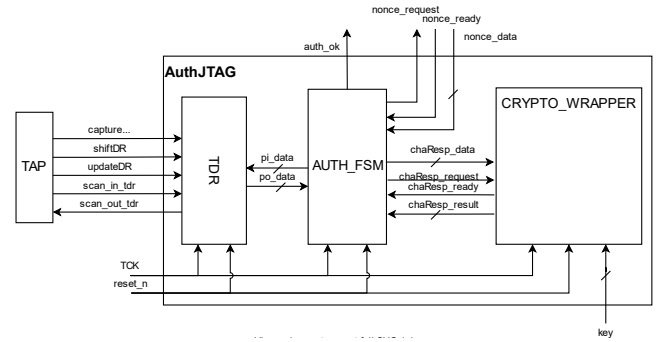 nonce_request
nonce_ready
nonce_data
auth_ok
AuthJTAG
CRYPTO_WRAPPER
TAP
capture...
shiftDR
updateDR
scan_in_tdr
scan_out_tdr
TDR
pi_data
po_data
AUTH_FSM
chaResp_data
chaResp_request
chaResp_ready
chaResp_result
TCK
reset_n
key